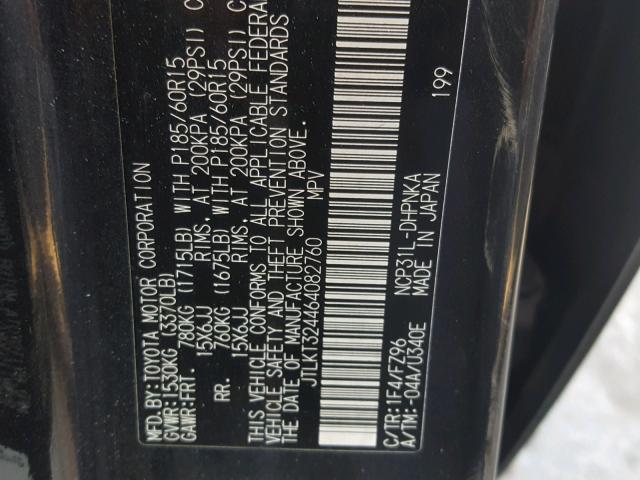 MFD.BY:TOYOTA MOTOR CORPORATION
GVWR:1530KG (3370LB)
GAWR:FRT. 780KG (1715LB) WITH P185/60R15
15X6JJ RIMS, AT 200KPA (29PSI) C
RR. 760KG (1675LB) WITH P185/60R15
15X6JJ RIMS, AT 200KPA (29PSI) C
THIS VEHICLE CONFORMS TO ALL APPLICABLE FEDERA
VEHICLE SAFETY AND THEFT PREVENTION STANDARDS
DATE OF MANUFACTURE SHOWN ABOVE.
JTLKT324464082760 MPV
C/TR:1F4/FZ96 NCP31L-DHPNKA
A/TM:-04A/U340E MADE IN JAPAN
199